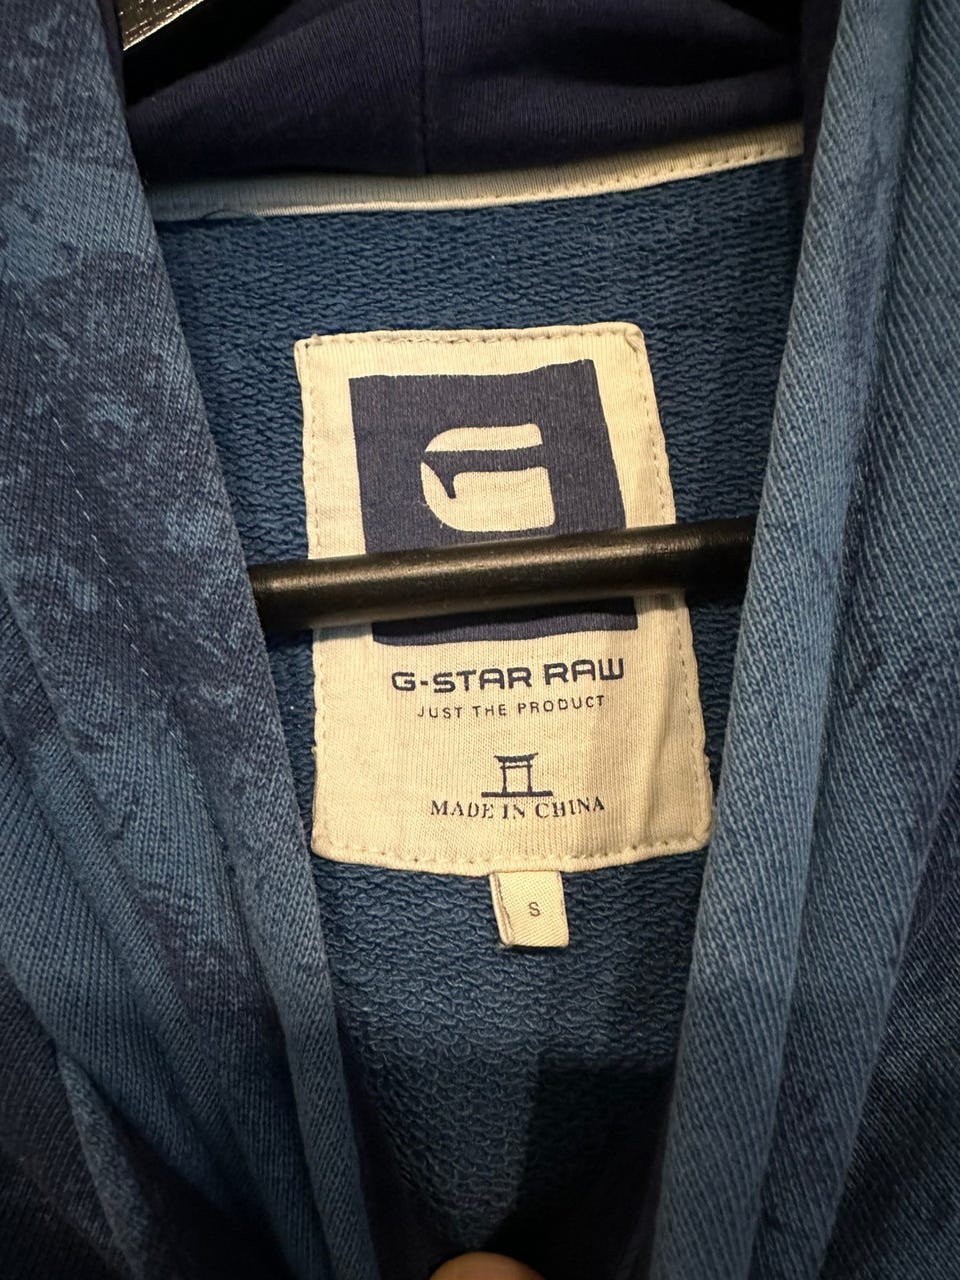 G
G-STAR RAW
JUST THE PRODUCT
MADE IN CHINA
S